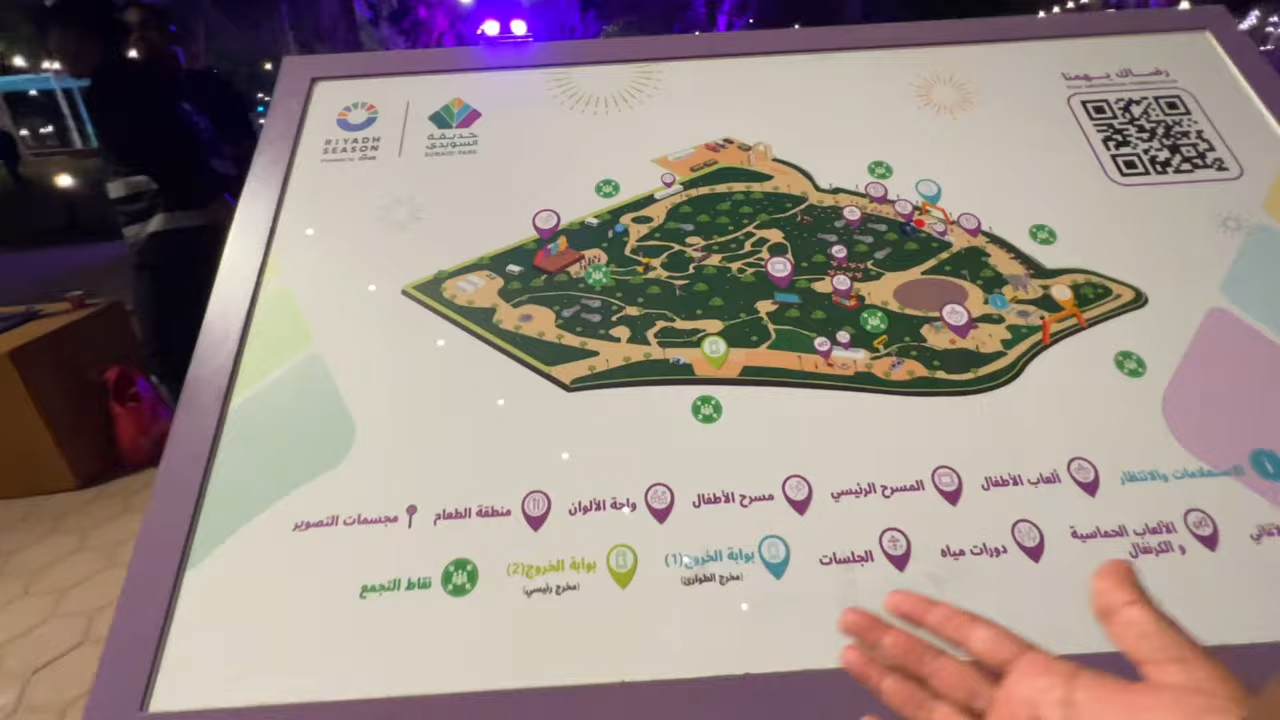 RIYADH
SEASON
حديقة
السويدي
SUWAIDI PARK
رضاك يهمنا
الاستعلامات والانتظار
ألعاب الأطفال
المسرح الرئيسي
مسرح الأطفال
واحة الألوان
منطقة الطعام
مجسمات التصوير
الألعاب الحماسية
و الكرنفال
دورات مياه
الجلسات
بوابة الخروج(1)
(مخرج الطوارئ)
بوابة الخروج(2)
(مخرج رئيسي)
نقاط التجمع